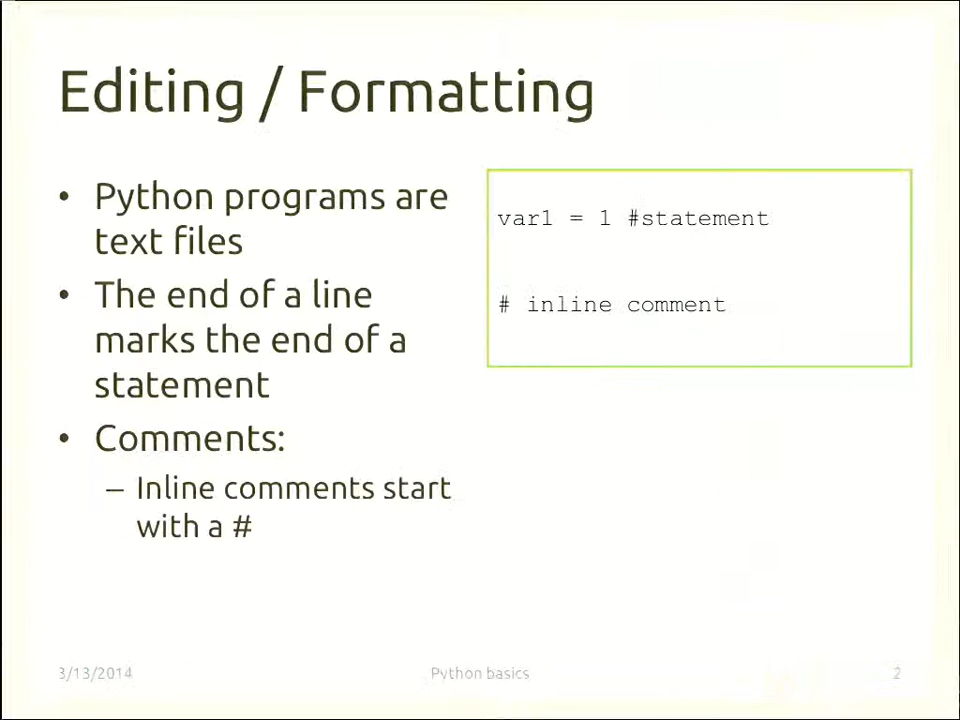 Editing / Formatting
• Python programs are
text files
• The end of a line
marks the end of a
statement
• Comments:
– Inline comments start
with a #
var1 = 1 #statement
# inline comment
3/13/2014
Python basics
2